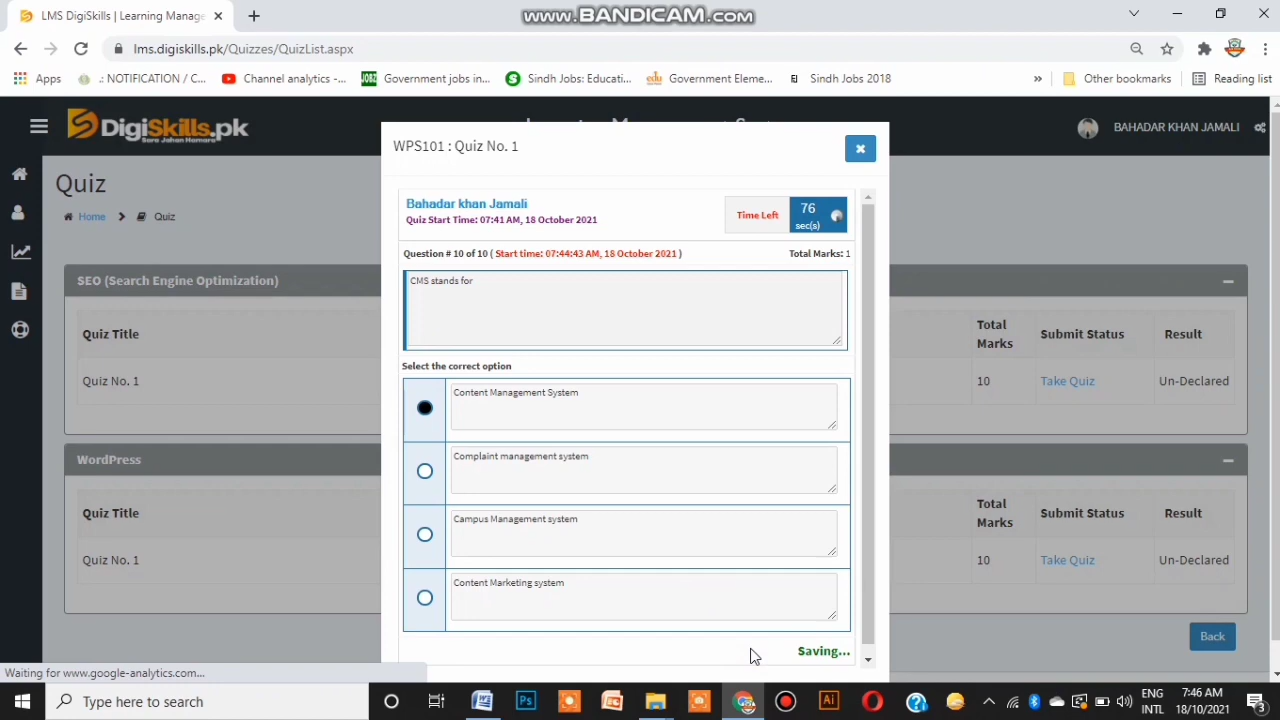 LMS DigiSkills | Learning Manage
www.BANDICAM.com
lms.digiskills.pk/Quizzes/QuizList.aspx
Apps
.: NOTIFICATION / C...
Channel analytics -...
JOBZ
Government jobs in...
S
Sindh Jobs: Educati...
edu
Government Eleme...
Sindh Jobs 2018
»
Other bookmarks
Reading list
DigiSkills.pk
BAHADAR KHAN JAMALI
Quiz
Home
Quiz
SEO (Search Engine Optimization)
Quiz Title
Total Marks
Submit Status
Result
Quiz No. 1
10
Take Quiz
Un-Declared
WordPress
Quiz Title
Total Marks
Submit Status
Result
Quiz No. 1
10
Take Quiz
Un-Declared
Back
WPS101 : Quiz No. 1
Bahadar khan Jamali
Quiz Start Time: 07:41 AM, 18 October 2021
Time Left
76
sec(s)
Question # 10 of 10 ( Start time: 07:44:43 AM, 18 October 2021 )
Total Marks: 1
CMS stands for
Select the correct option
Content Management System
Complaint management system
Campus Management system
Content Marketing system
Saving...
Waiting for www.google-analytics.com...
Type here to search
W
Ps
Ai
ENG
INTL
7:46 AM
18/10/2021
3